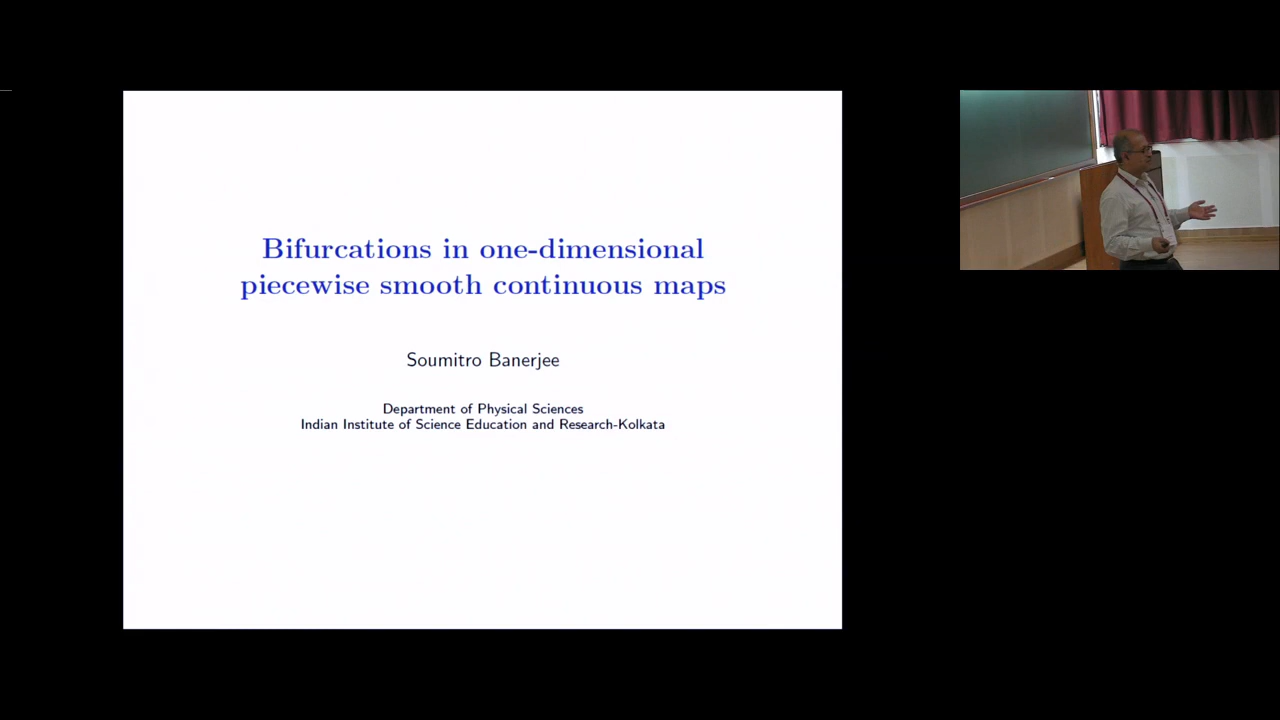 Bifurcations in one-dimensional
piecewise smooth continuous maps
Soumitro Banerjee
Department of Physical Sciences
Indian Institute of Science Education and Research-Kolkata